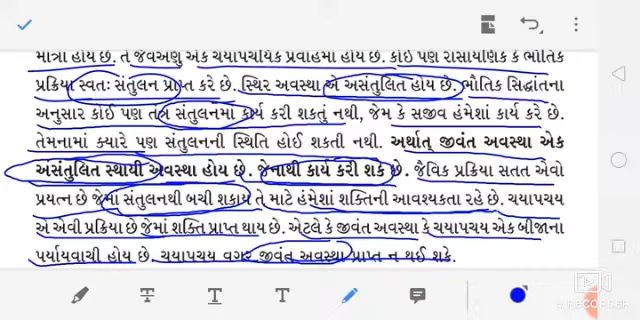 માત્રા હોય છે. તે જૈવઅણુ એક ચયાપચયિક પ્રવાહમાં હોય છે. કોઈ પણ રાસાયણિક કે ભૌતિક
પ્રક્રિયા સ્વતઃ સંતુલન પ્રાપ્ત કરે છે. સ્થિર અવસ્થા એ અસંતુલિત હોય છે. ભૌતિક સિદ્ધાંતના
અનુસાર કોઈ પણ તંત્ર સંતુલનમાં કાર્ય કરી શકતું નથી, જેમ કે સજીવ હંમેશાં કાર્ય કરે છે.
તેમનામાં ક્યારે પણ સંતુલનની સ્થિતિ હોઈ શકતી નથી. અર્થાત્ જીવંત અવસ્થા એક
અસંતુલિત સ્થાયી અવસ્થા હોય છે. જેનાથી કાર્ય કરી શકે છે. જૈવિક પ્રક્રિયા સતત એવો
પ્રયત્ન છે જેમાં સંતુલનથી બચી શકાય તે માટે હંમેશાં શક્તિની આવશ્યકતા રહે છે. ચયાપચય
એ એવી પ્રક્રિયા છે જેમાં શક્તિ પ્રાપ્ત થાય છે. એટલે કે જીવંત અવસ્થા કે ચયાપચય એક બીજાના
પર્યાયવાચી હોય છે. ચયાપચય વગર જીવંત અવસ્થા પ્રાપ્ત ન થઈ શકે.
RECORDER